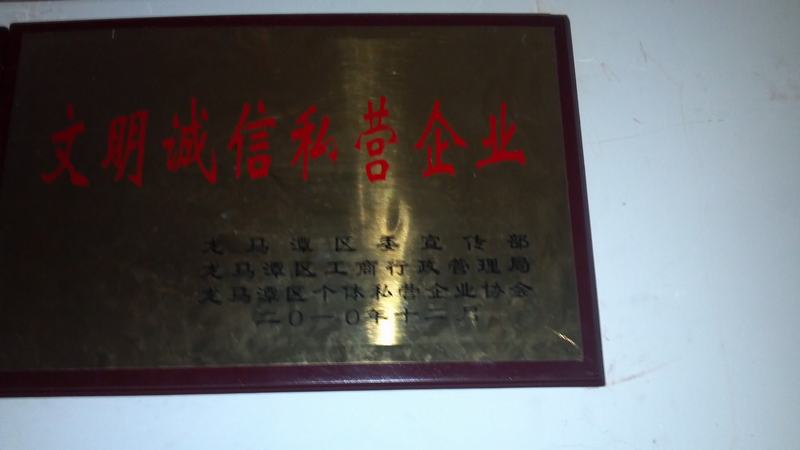 文明诚信私营企业
龙马潭区委宣传部
龙马潭区工商行政管理局
龙马潭区个体私营企业协会
二〇一〇年十二月